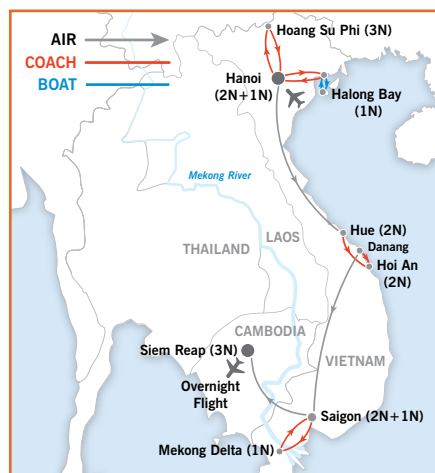 AIR
COACH
BOAT
Hoang Su Phi (3N)
Hanoi
(2N+1N)
Halong Bay
(1N)
Mekong River
LAOS
THAILAND
Hue (2N)
Danang
Hoi An
(2N)
CAMBODIA
Siem Reap (3N)
VIETNAM
Overnight
Flight
Saigon (2N+1N)
Mekong Delta (1N)